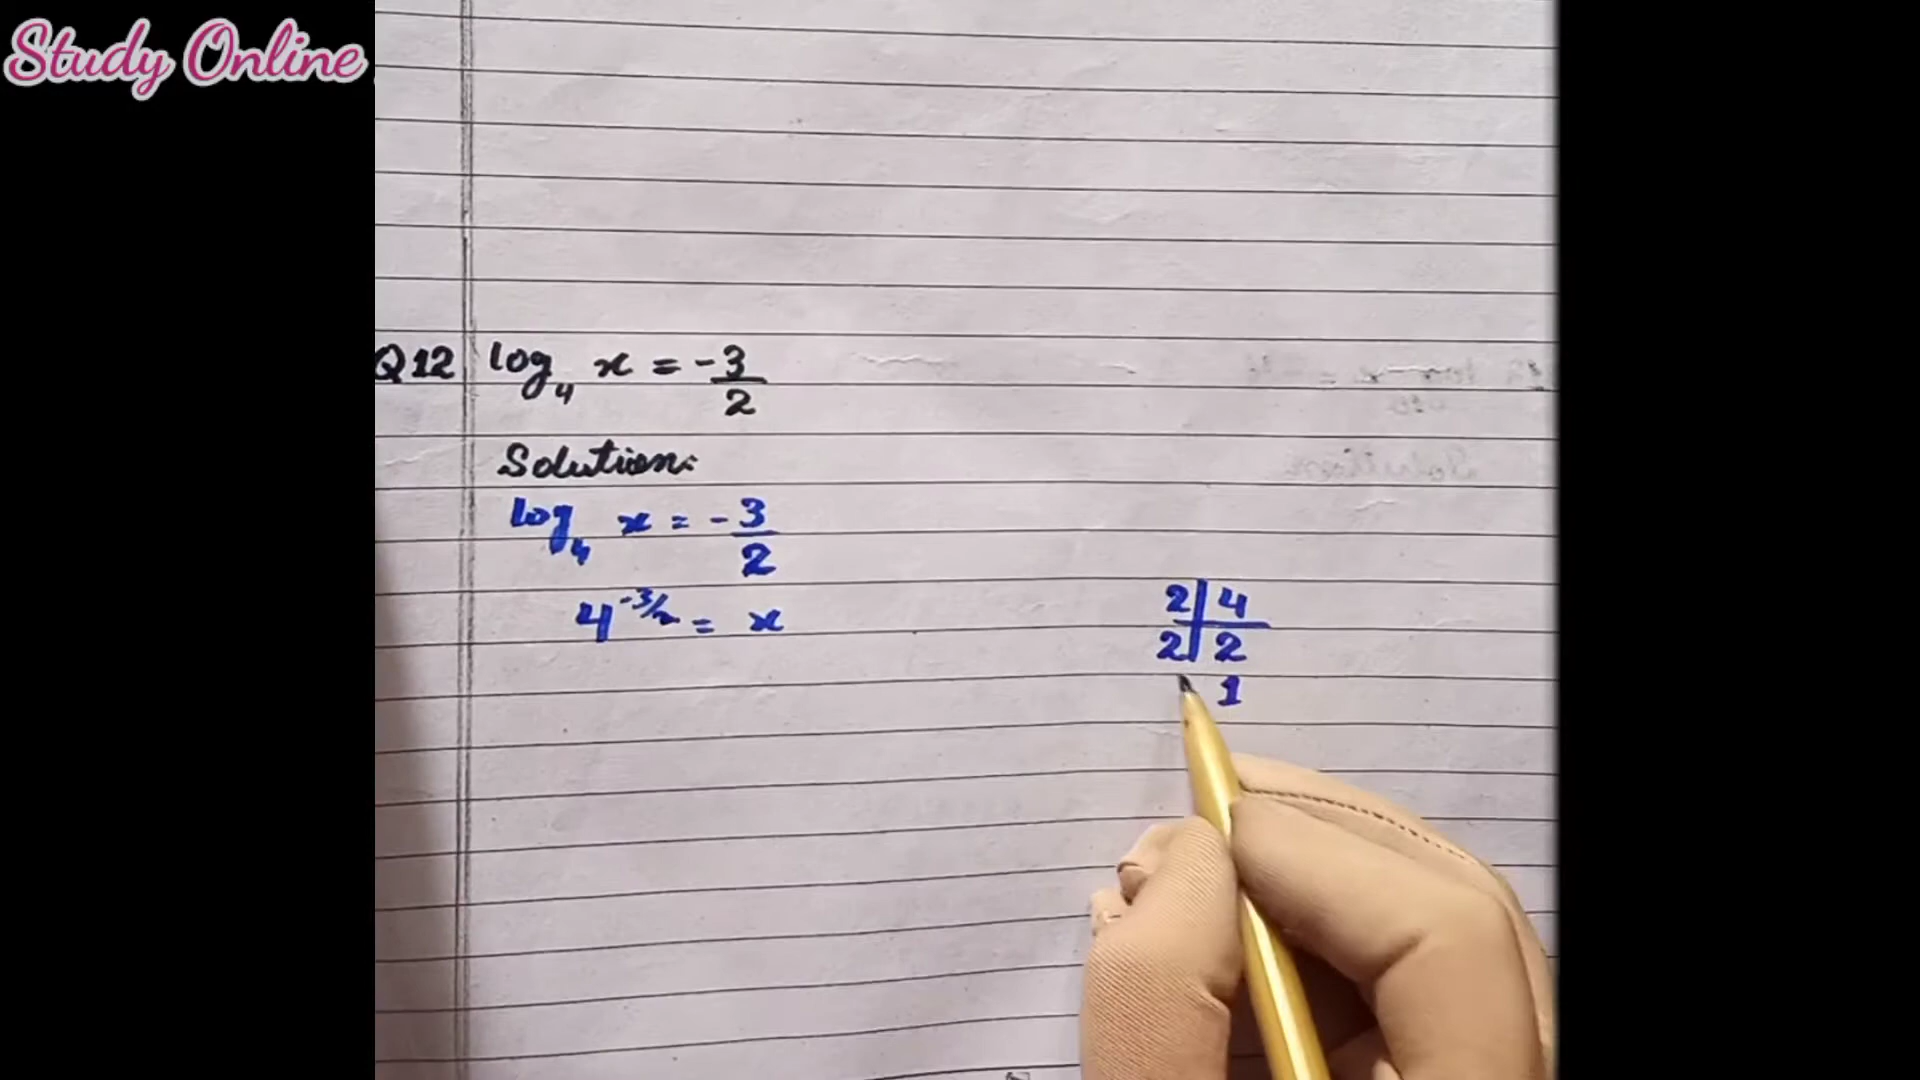 Study Online
Q12 log₄ x = -3/2
Solution:
log₄ x = -3/2
4^-3/2 = x
2 | 4
2 | 2
1